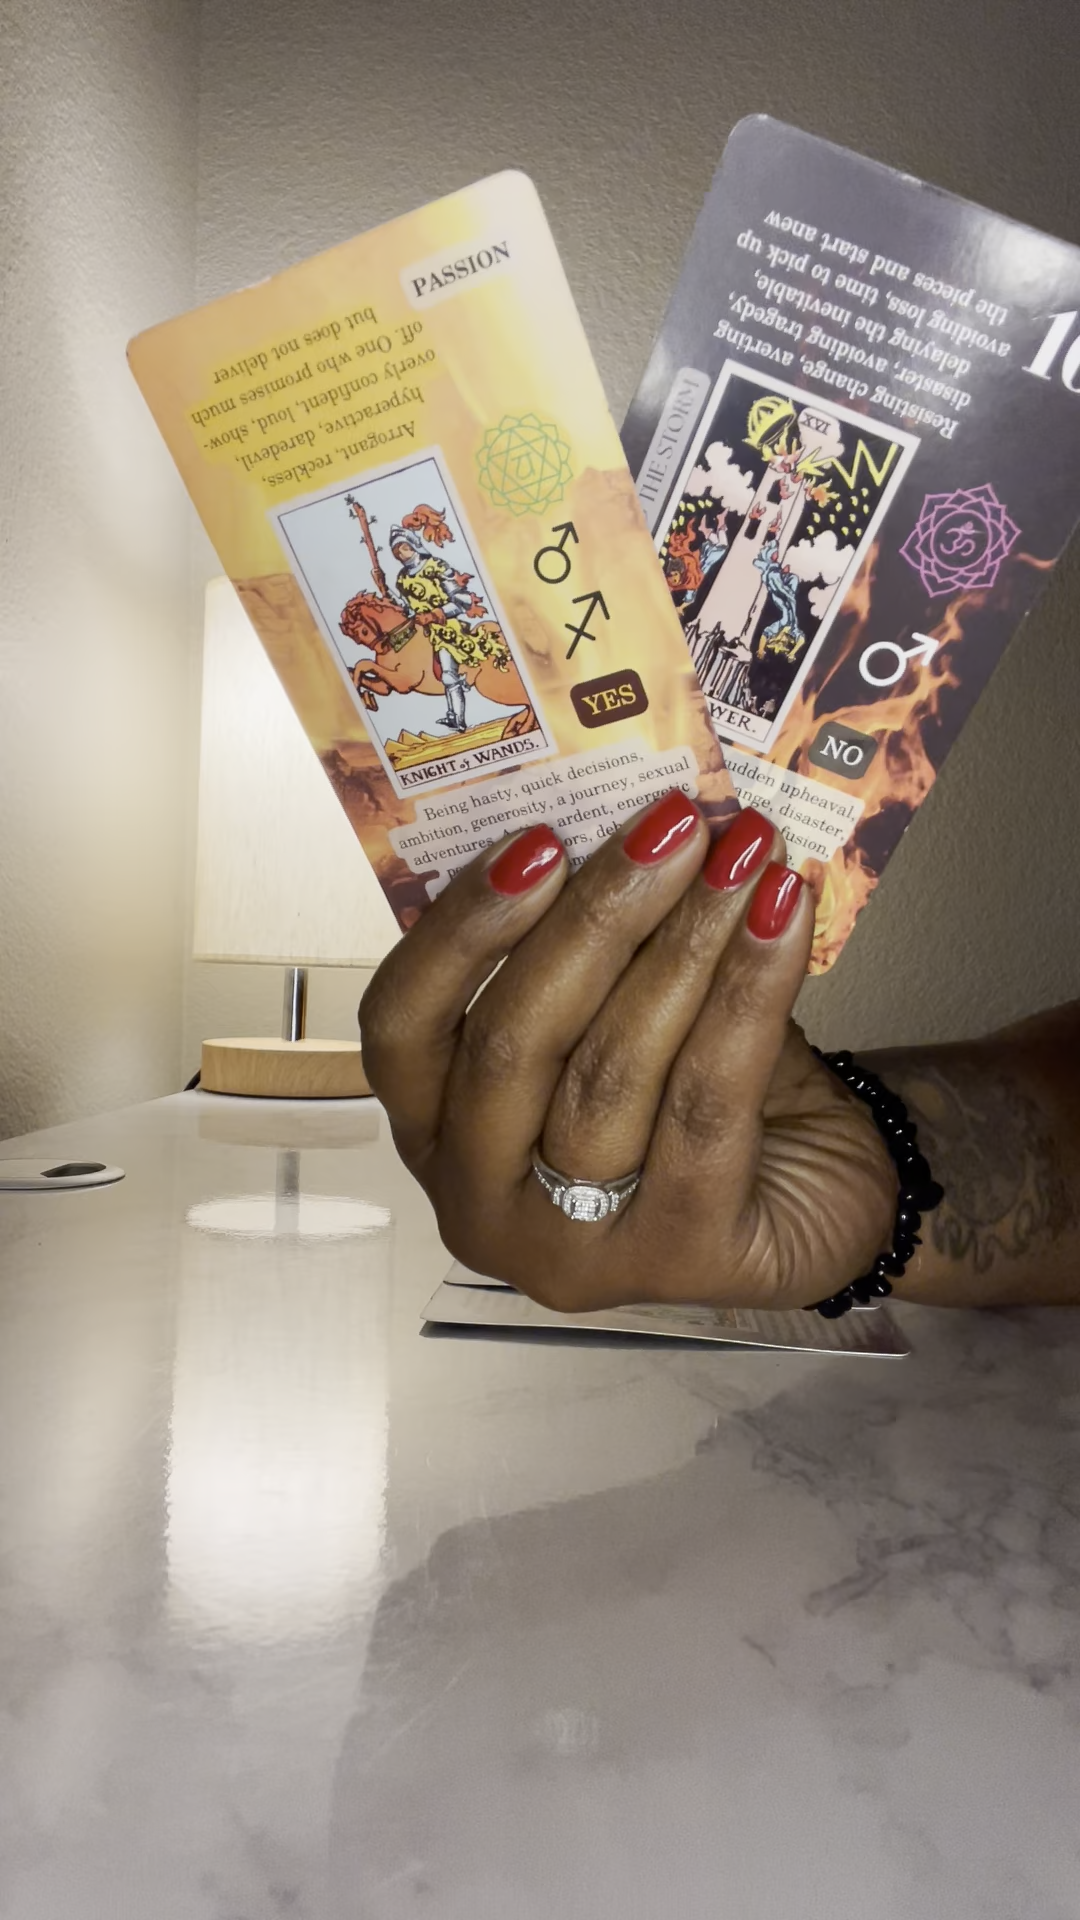 PASSION
Arrogant, reckless,
hyperactive, daredevil,
overly confident, loud, show-
off. One who promises much
but does not deliver
KNIGHT of WANDS.
YES
Being hasty, quick decisions,
ambition, generosity, a journey, sexual
adventures. ardent, energetic
THE STORM
Resisting change, averting
disaster, avoiding tragedy,
delaying the inevitable,
avoiding loss, time to pick up
the pieces and start anew
XVI
WER.
NO
udden upheaval,
ange, disaster,
fusion,